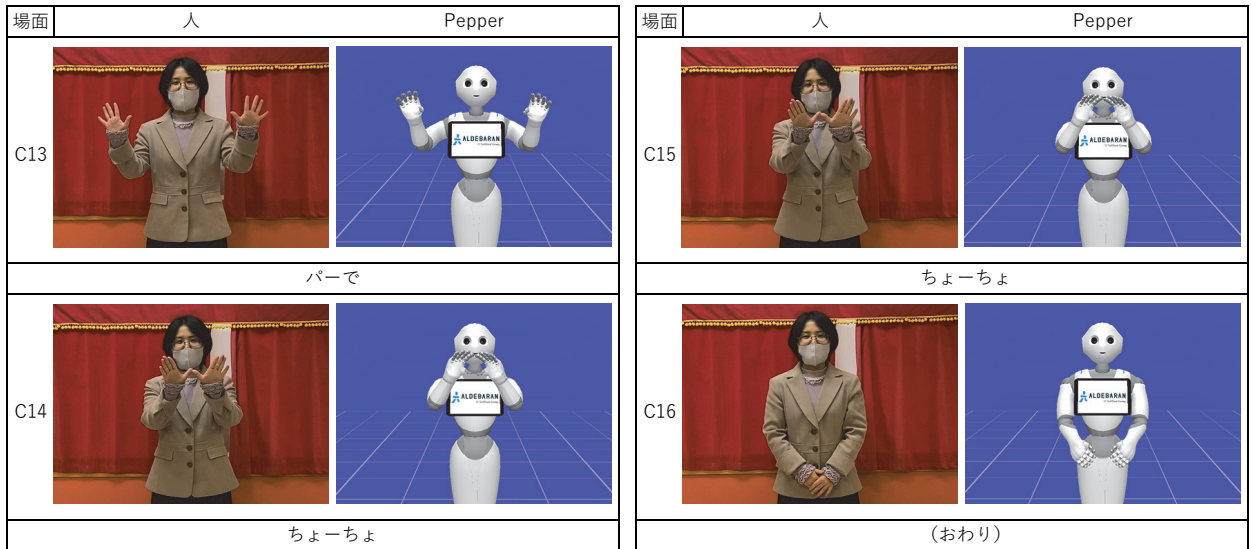 場面 人 Pepper
C13
ALDEBARAN
パーで
C14
ALDEBARAN
ちょーちょ
場面 人 Pepper
C15
ALDEBARAN
ちょーちょ
C16
ALDEBARAN
(おわり)